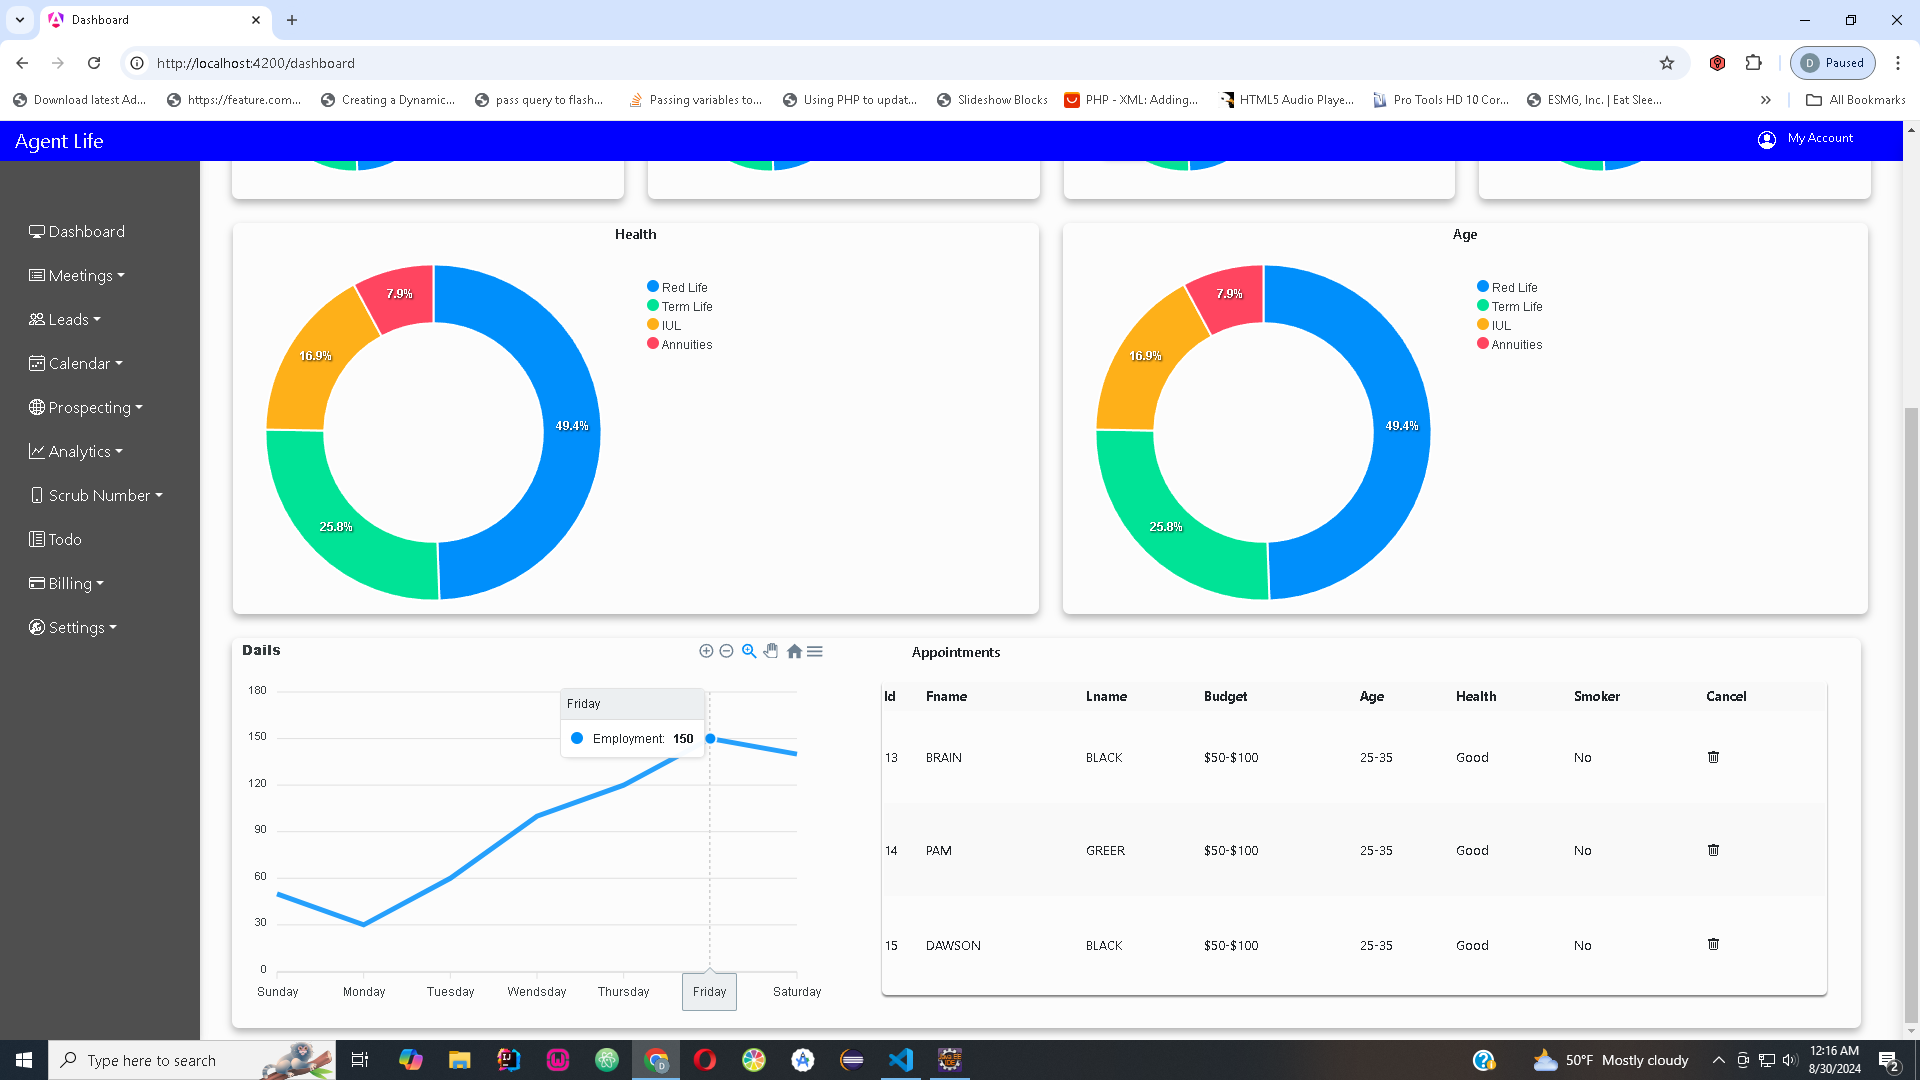 Dashboard
http://localhost:4200/dashboard
Paused
D
Download latest Ad...
https://feature.com...
Creating a Dynamic...
pass query to flash...
Passing variables to...
Using PHP to updat...
Slideshow Blocks
PHP - XML: Adding...
HTML5 Audio Playe...
Pro Tools HD 10 Cor...
ESMG, Inc. | Eat Slee...
All Bookmarks
Agent Life
My Account
Dashboard
Meetings
Leads
Calendar
Prospecting
Analytics
Scrub Number
Todo
Billing
Settings
Health
7.9%
16.9%
49.4%
25.8%
Red Life
Term Life
IUL
Annuities
Age
7.9%
16.9%
49.4%
25.8%
Red Life
Term Life
IUL
Annuities
Dails
180
150
120
90
60
30
0
Friday
Employment: 150
Sunday Monday Tuesday Wendsday Thursday Friday Saturday
Appointments
Id Fname Lname Budget Age Health Smoker Cancel
13 BRAIN BLACK $50-$100 25-35 Good No
14 PAM GREER $50-$100 25-35 Good No
15 DAWSON BLACK $50-$100 25-35 Good No
Type here to search
50°F Mostly cloudy
12:16 AM
8/30/2024
2